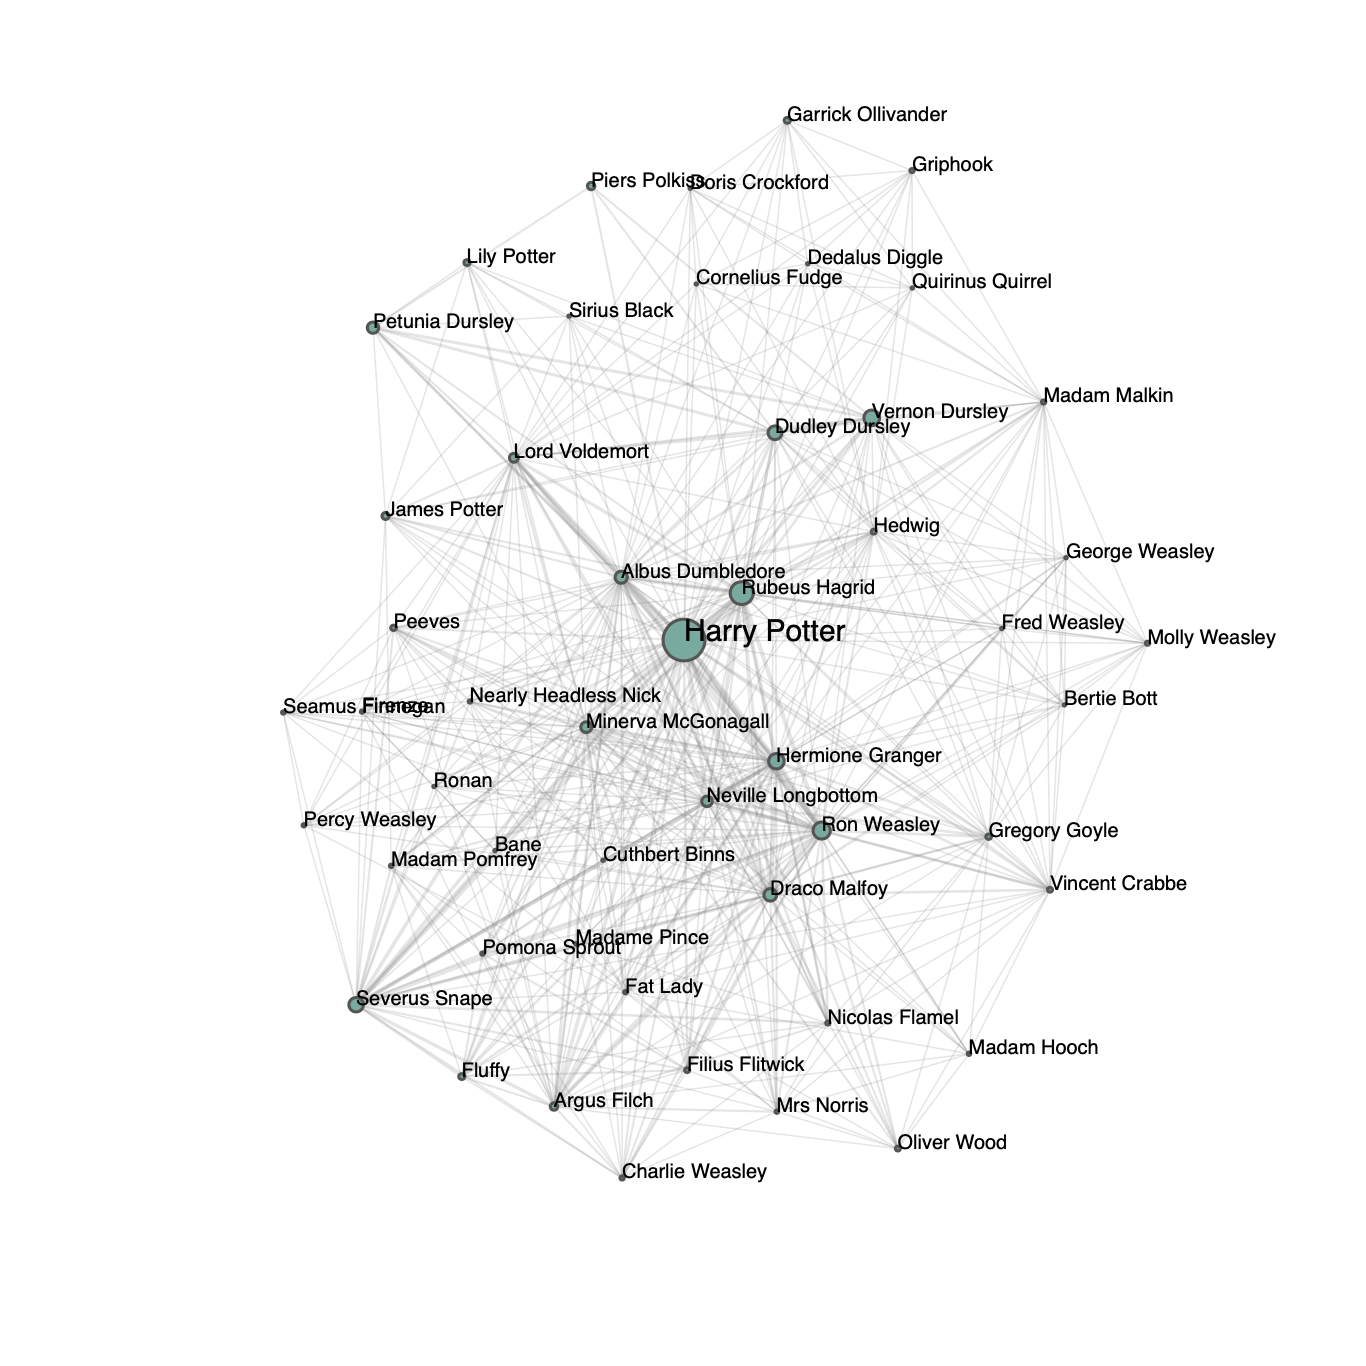 Garrick Ollivander
Griphook
Piers Polkiss
Doris Crockford
Lily Potter
Dedalus Diggle
Cornelius Fudge
Quirinus Quirrel
Sirius Black
Petunia Dursley
Madam Malkin
Vernon Dursley
Dudley Dursley
Lord Voldemort
James Potter
Hedwig
George Weasley
Albus Dumbledore
Rubeus Hagrid
Peeves
Fred Weasley
Harry Potter
Molly Weasley
Nearly Headless Nick
Bertie Bott
Seamus Finnegan
Firenze
Minerva McGonagall
Hermione Granger
Ronan
Neville Longbottom
Percy Weasley
Ron Weasley
Gregory Goyle
Bane
Cuthbert Binns
Madam Pomfrey
Vincent Crabbe
Draco Malfoy
Madame Pince
Pomona Sprout
Fat Lady
Severus Snape
Nicolas Flamel
Madam Hooch
Filius Flitwick
Fluffy
Argus Filch
Mrs Norris
Oliver Wood
Charlie Weasley